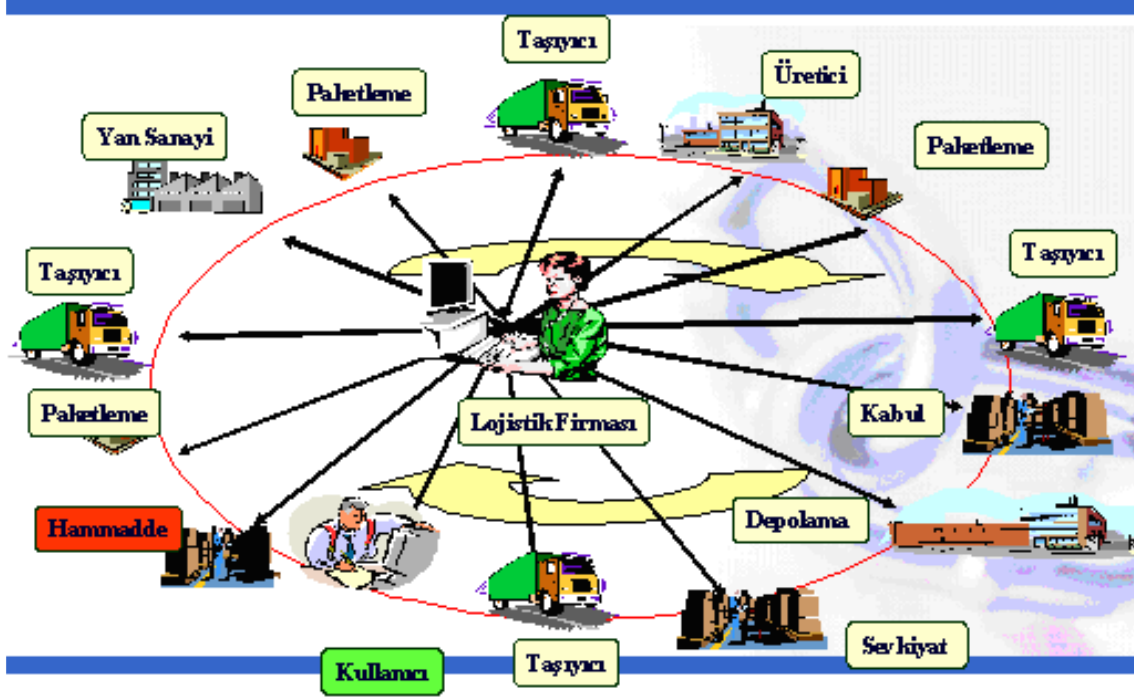 Taşıyıcı
Üretici
Paketleme
Yan Sanayi
Paketleme
Taşıyıcı
Taşıyıcı
Paketleme
Lojistik Firması
Kabul
Hammadde
Depolama
Kullanıcı
Taşıyıcı
Sevkiyat